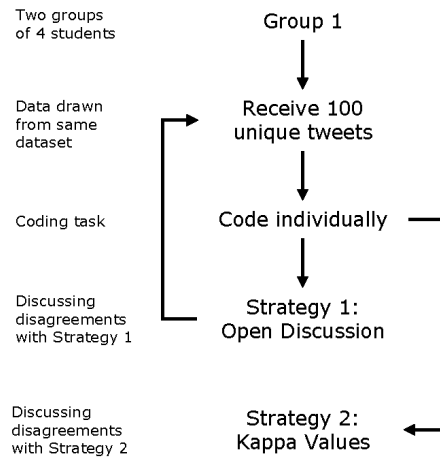 Two groups
of 4 students
Group 1
Data drawn
from same
dataset
Receive 100
unique tweets
Coding task
Code individually
Discussing
disagreements
with Strategy 1
Strategy 1:
Open Discussion
Discussing
disagreements
with Strategy 2
Strategy 2:
Kappa Values